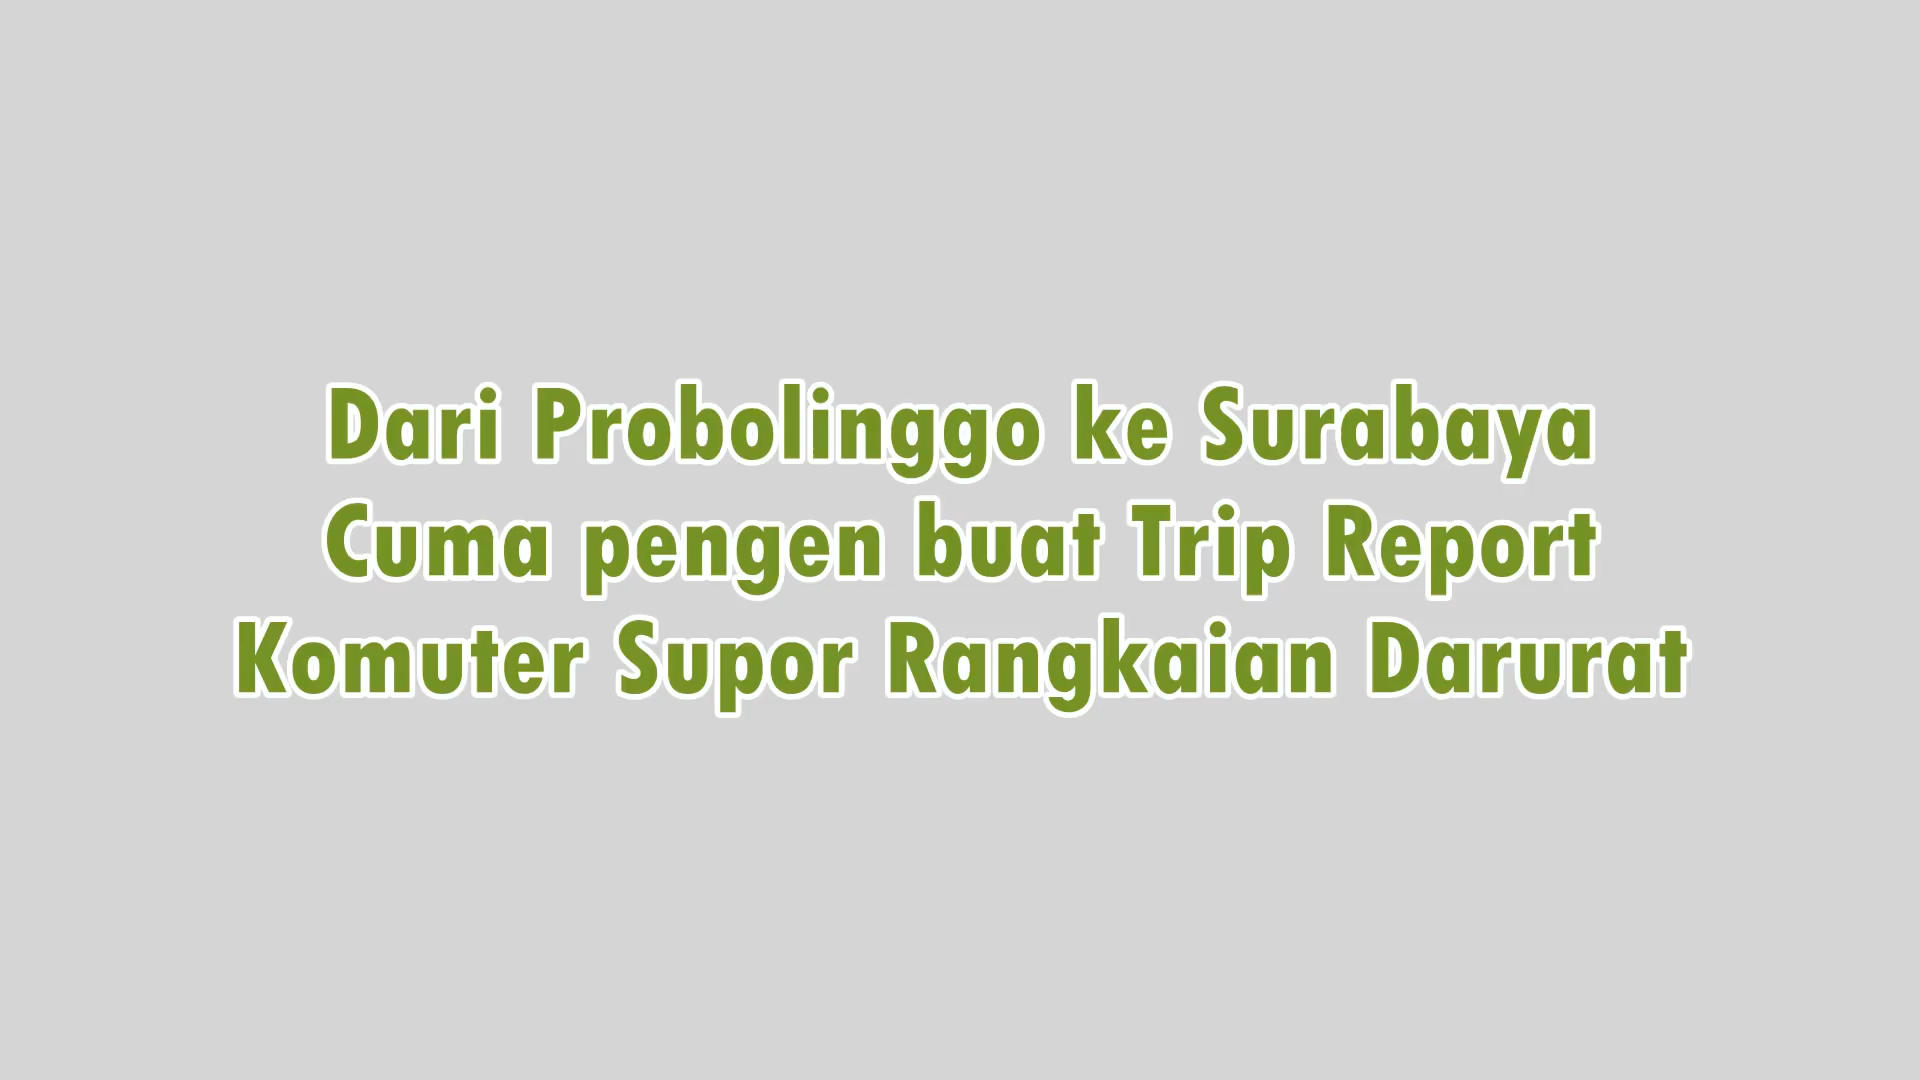 Dari Probolinggo ke Surabaya
Cuma pengen buat Trip Report
Komuter Supor Rangkaian Darurat